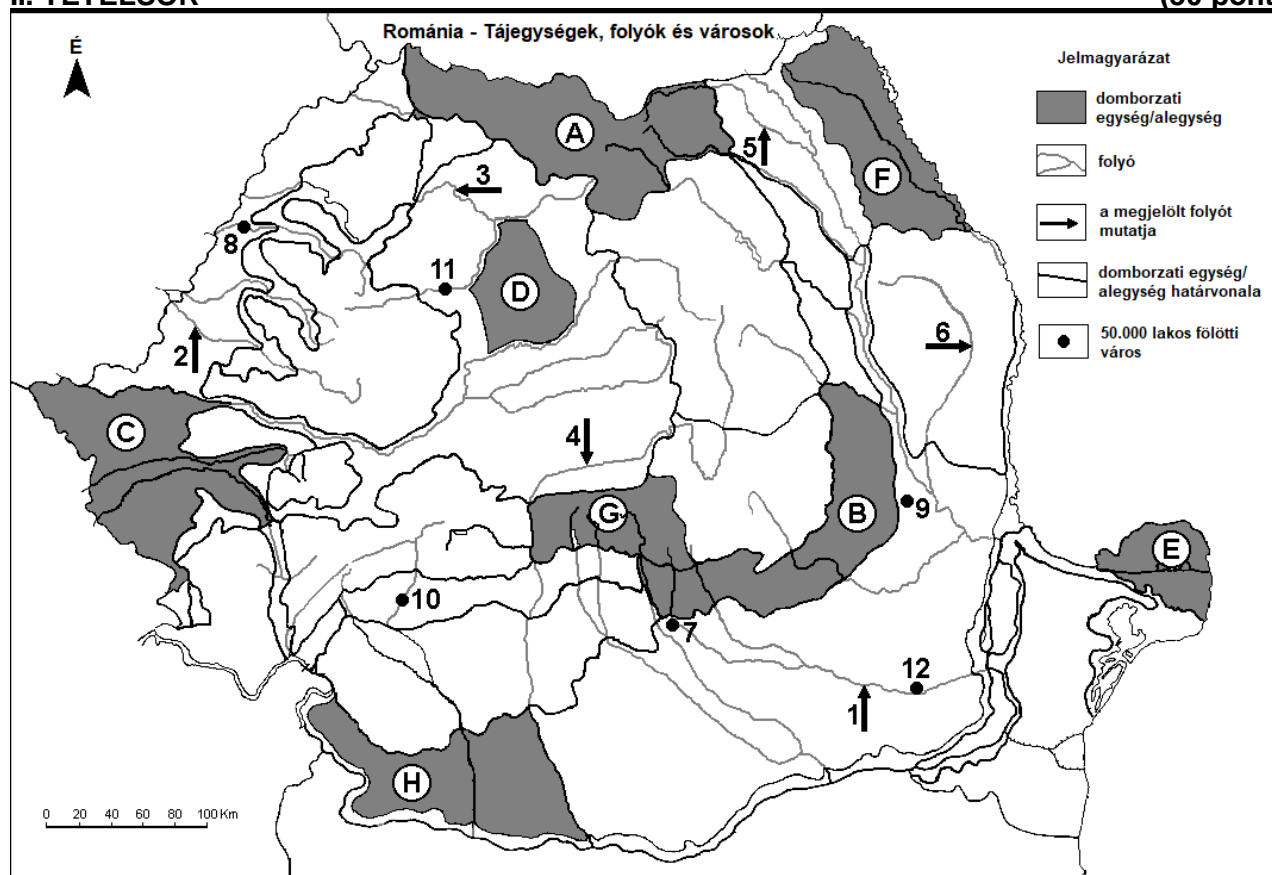 II. TÉTELSOR
Románia - Tájegységek, folyók és városok
É
Jelmagyarázat
domborzati
egység/alegység
folyó
a megjelölt folyót
mutatja
domborzati egység/
alegység határvonala
50.000 lakos fölötti
város
A
5
F
3
8
11
D
2
6
C
4
G
B
9
E
10
7
12
1
H
0 20 40 60 80 100 Km